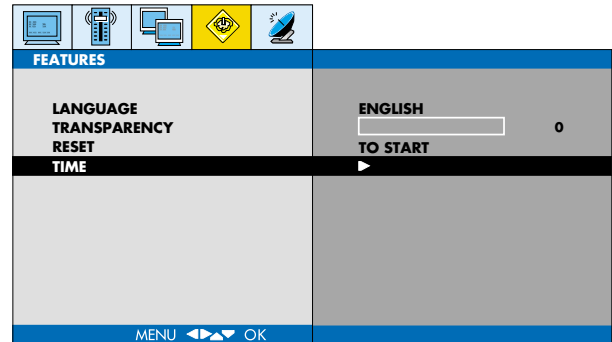 FEATURES
LANGUAGE ENGLISH
TRANSPARENCY 0
RESET TO START
TIME
MENU OK